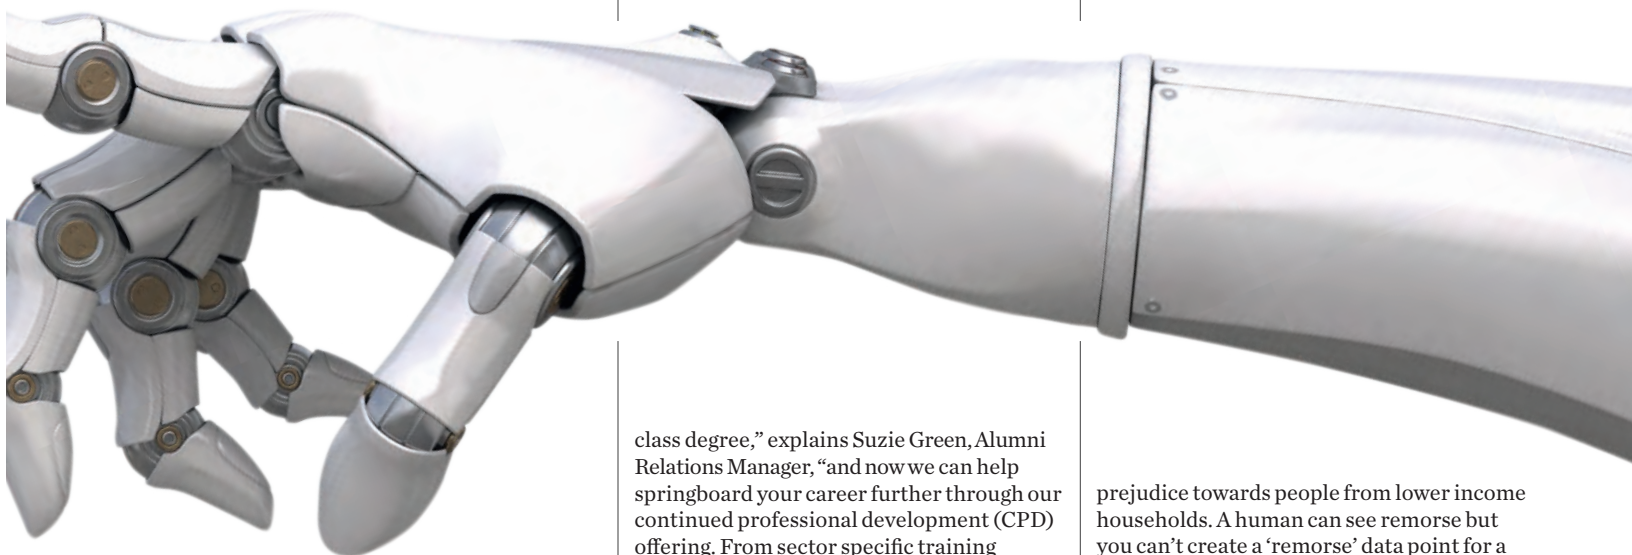 class degree,” explains Suzie Green, Alumni
Relations Manager, “and now we can help
springboard your career further through our
continued professional development (CPD)
offering. From sector specific training
prejudice towards people from lower income
households. A human can see remorse but
you can’t create a ‘remorse’ data point for a